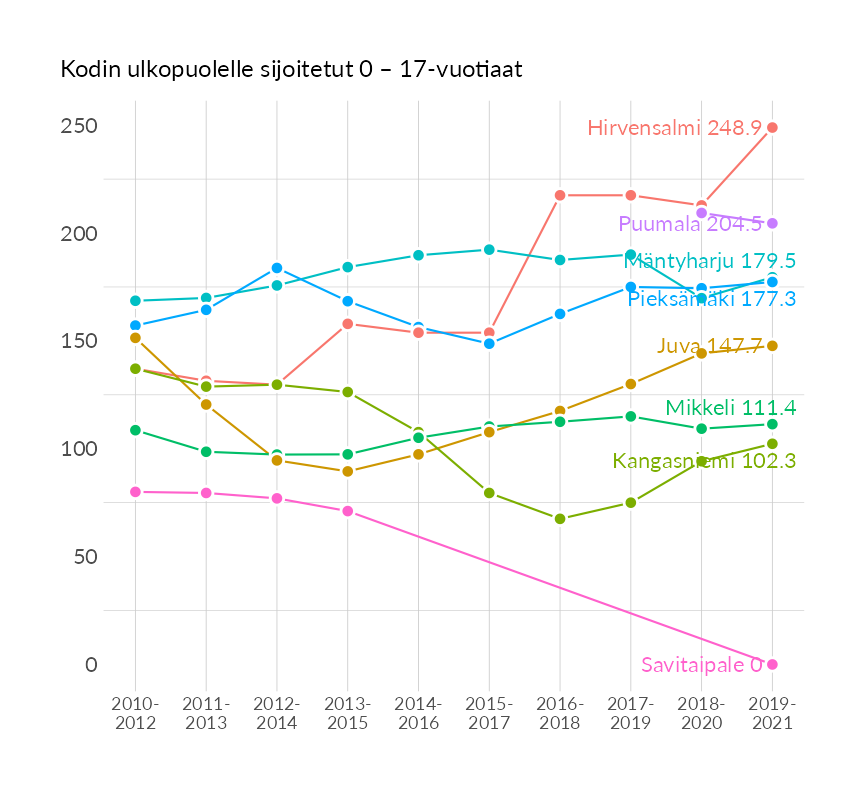 Kodin ulkopuolelle sijoitetut 0 – 17-vuotiaat
250
Hirvensalmi 248.9
200
Puumala 204.5
Mäntyharju 179.5
Pieksämäki 177.3
150
Juva 147.7
Mikkeli 111.4
100
Kangasniemi 102.3
50
0
Savitaipale 0
2010- 2011- 2012- 2013- 2014- 2015- 2016- 2017- 2018- 2019-
2012 2013 2014 2015 2016 2017 2018 2019 2020 2021